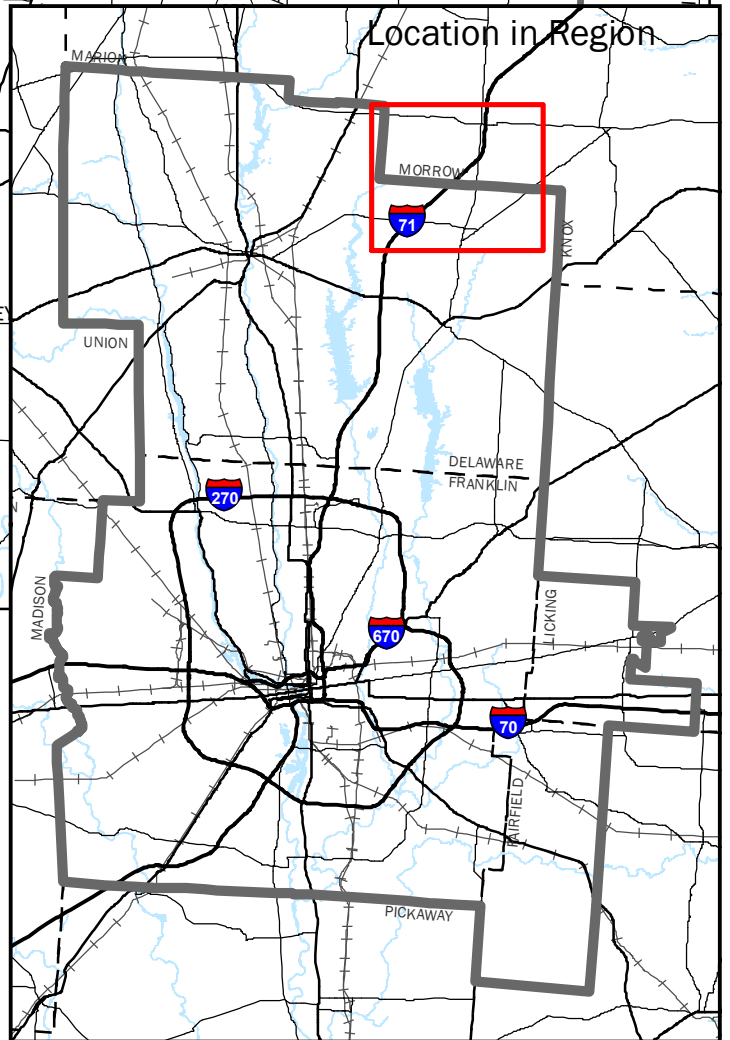 Location in Region
MARION
MORROW
71
KNOX
UNION
DELAWARE
FRANKLIN
270
MADISON
LICKING
670
70
FAIRFIELD
PICKAWAY